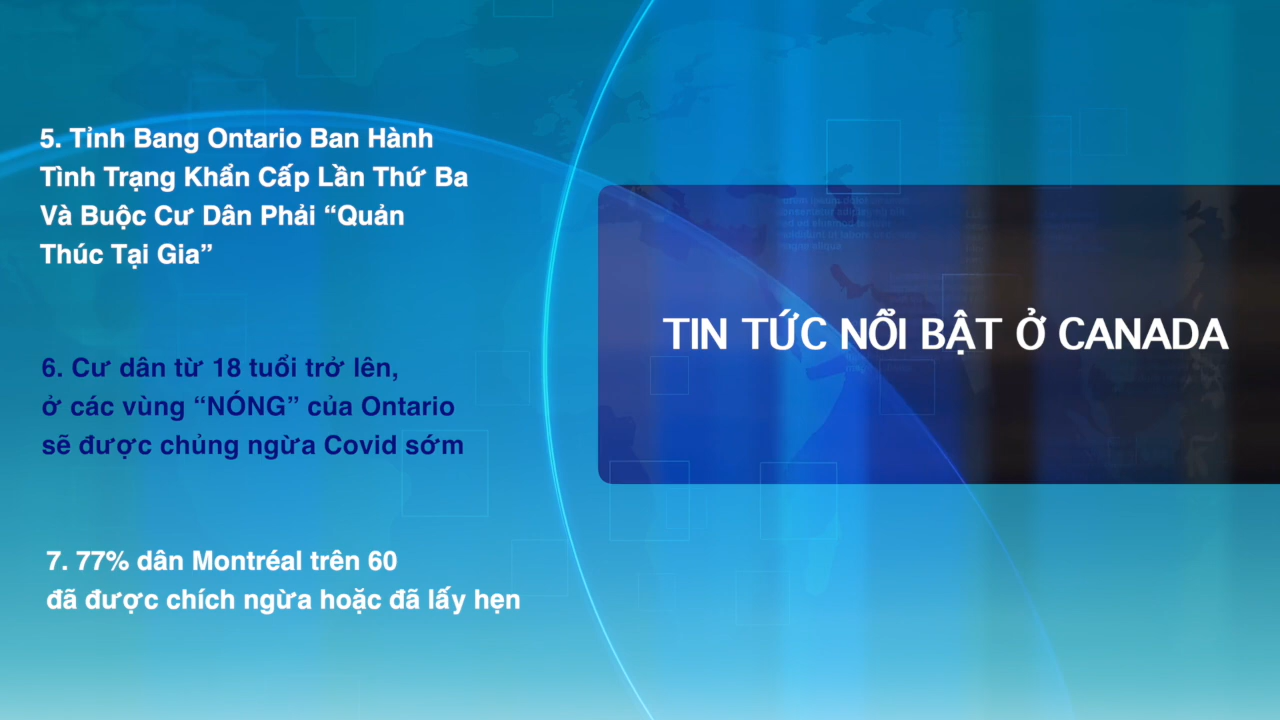 5. Tỉnh Bang Ontario Ban Hành
Tình Trạng Khẩn Cấp Lần Thứ Ba
Và Buộc Cư Dân Phải “Quản
Thúc Tại Gia”
6. Cư dân từ 18 tuổi trở lên,
ở các vùng “NÓNG” của Ontario
sẽ được chủng ngừa Covid sớm
7. 77% dân Montréal trên 60
đã được chích ngừa hoặc đã lấy hẹn
TIN TỨC NỔI BẬT Ở CANADA